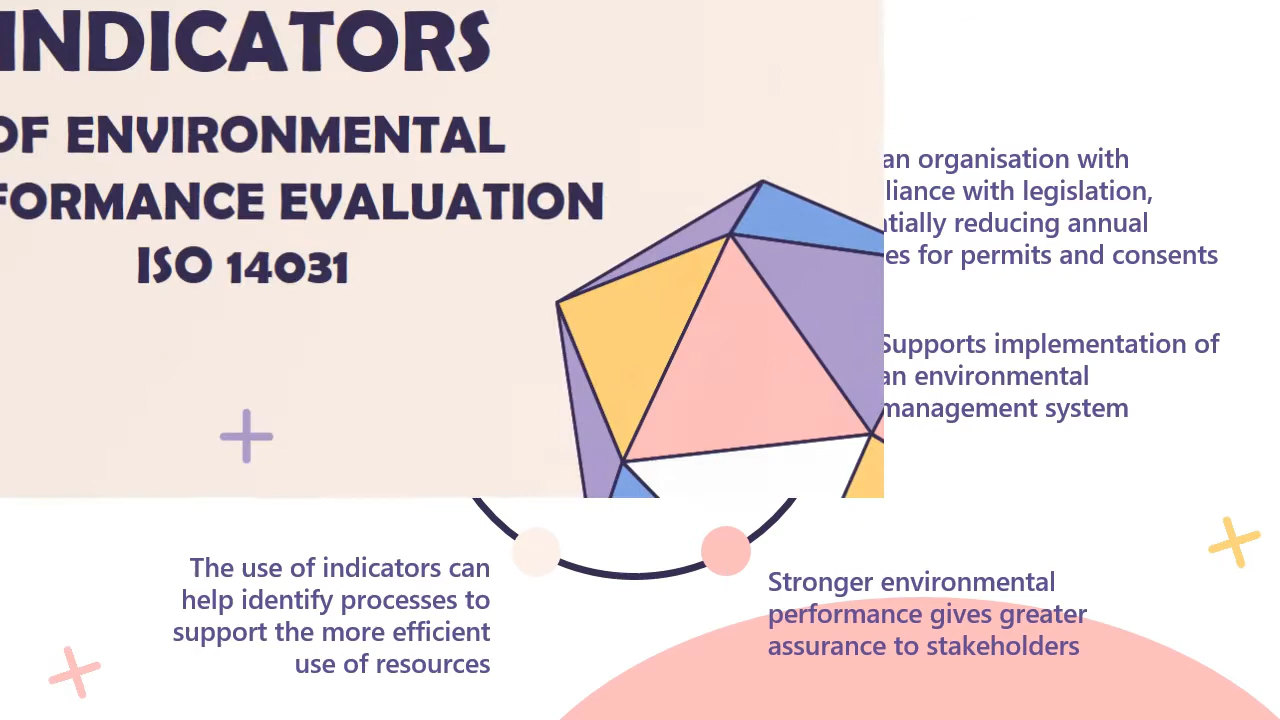 INDICATORS
OF ENVIRONMENTAL
FORMANCE EVALUATION
ISO 14031
an organisation with
liance with legislation,
ntially reducing annual
es for permits and consents
Supports implementation of
an environmental
management system
The use of indicators can
help identify processes to
support the more efficient
use of resources
Stronger environmental
performance gives greater
assurance to stakeholders